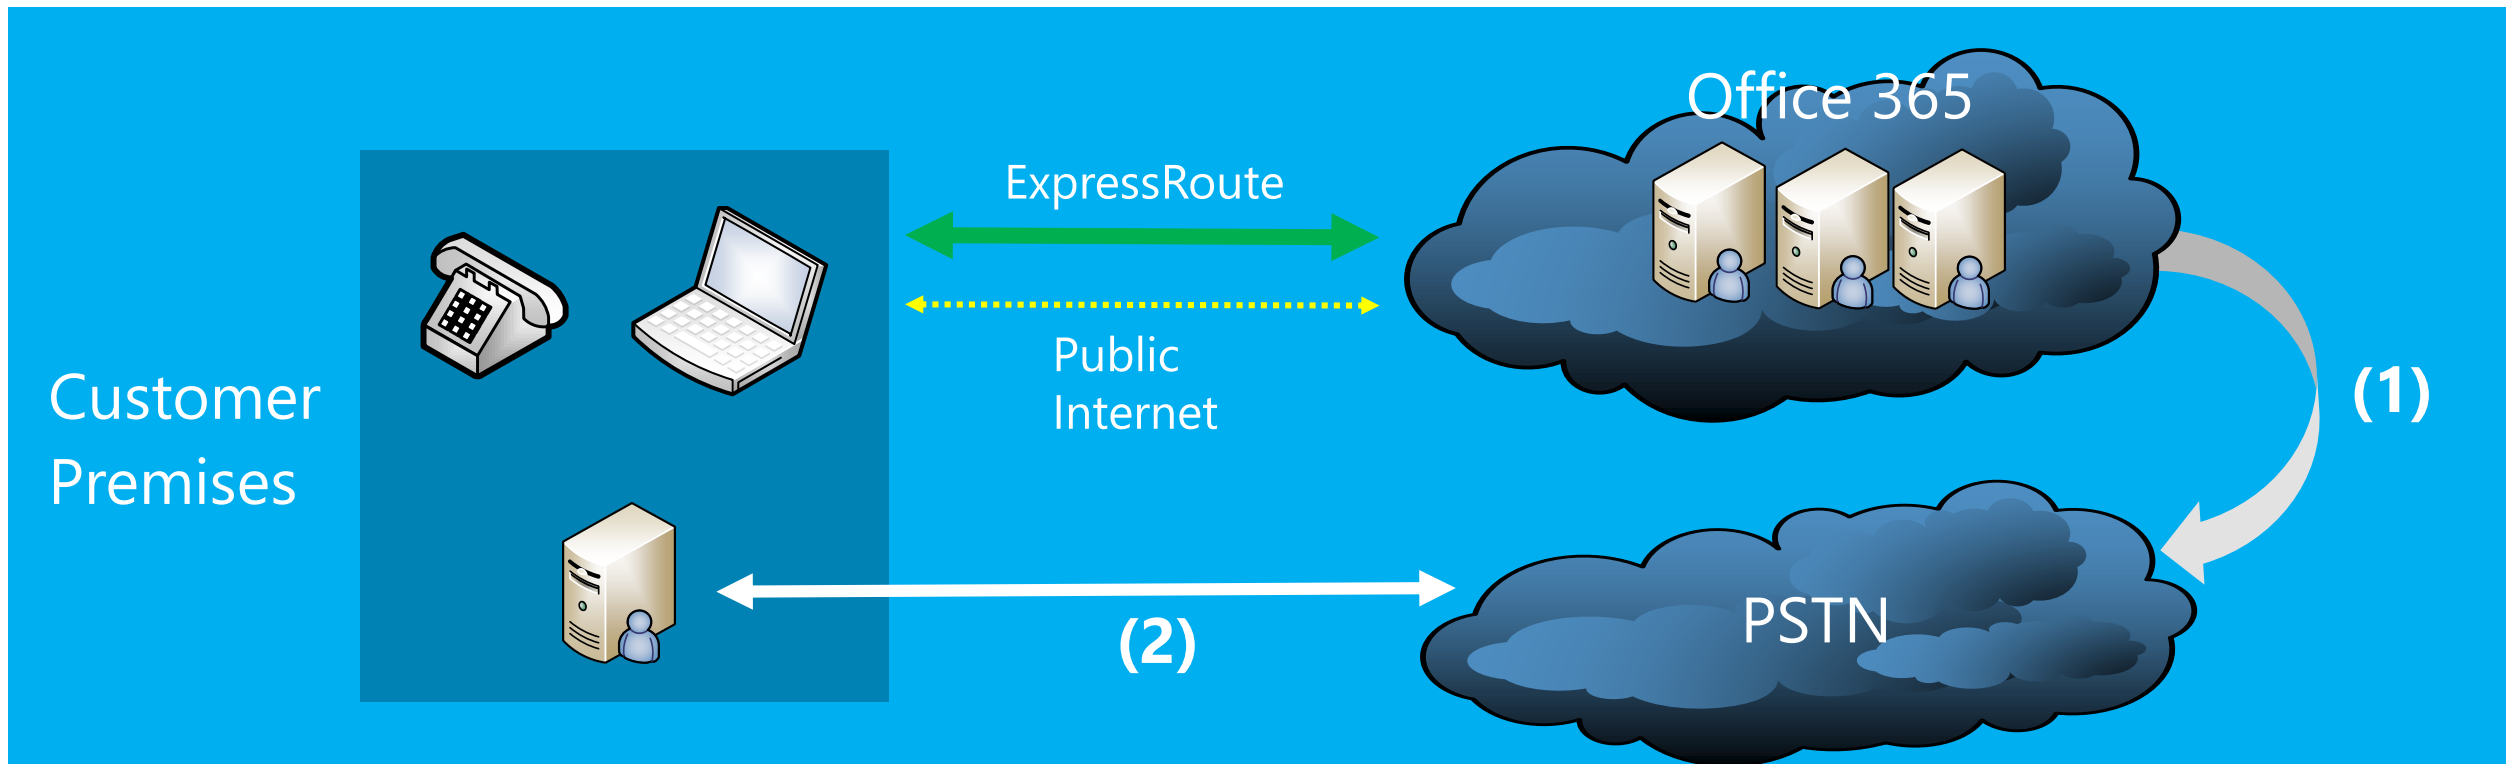 Office 365
ExpressRoute
Public
Internet
Customer
Premises
(1)
PSTN
(2)